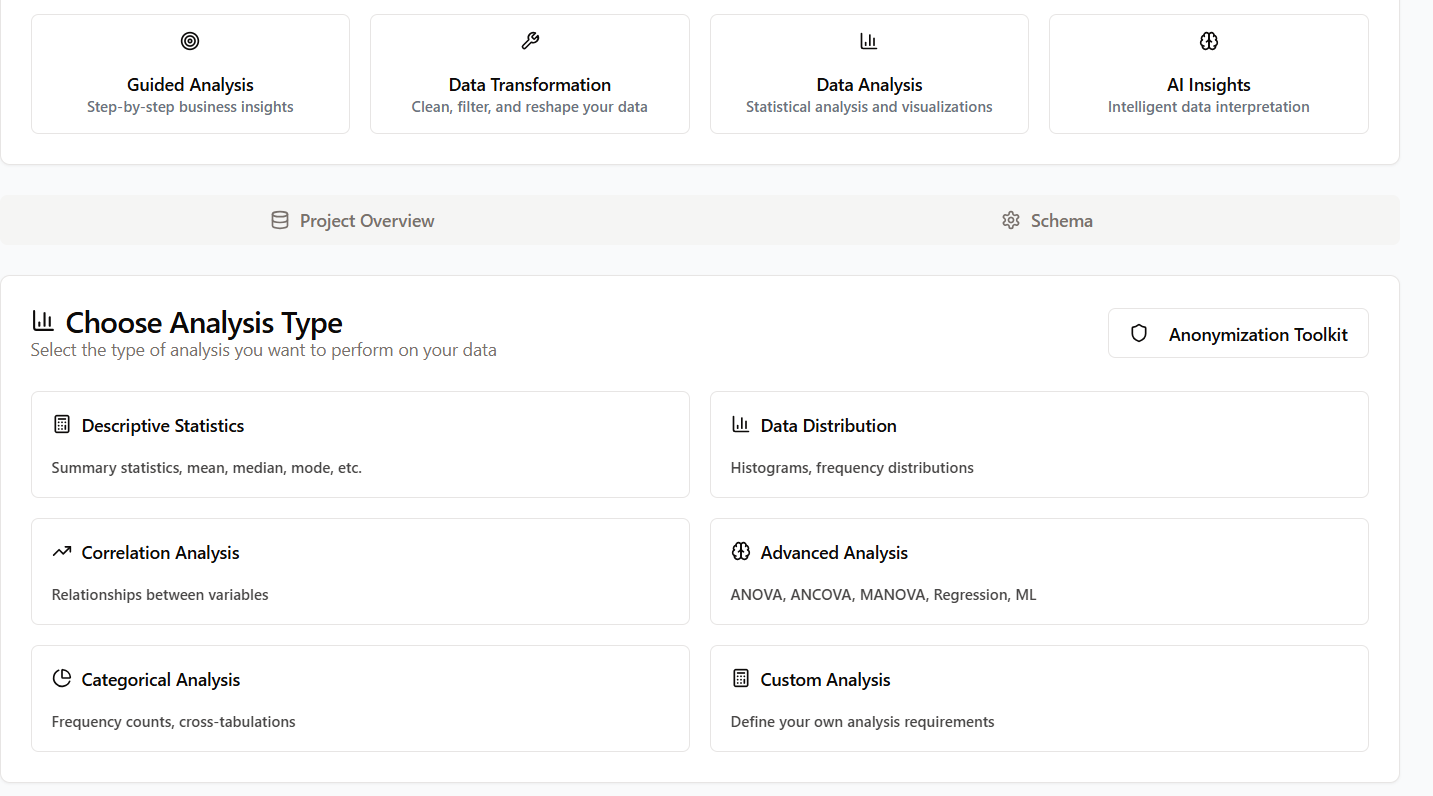 Guided Analysis
Step-by-step business insights
Data Transformation
Clean, filter, and reshape your data
Data Analysis
Statistical analysis and visualizations
AI Insights
Intelligent data interpretation
Project Overview
Schema
Choose Analysis Type
Select the type of analysis you want to perform on your data
Anonymization Toolkit
Descriptive Statistics
Summary statistics, mean, median, mode, etc.
Data Distribution
Histograms, frequency distributions
Correlation Analysis
Relationships between variables
Advanced Analysis
ANOVA, ANCOVA, MANOVA, Regression, ML
Categorical Analysis
Frequency counts, cross-tabulations
Custom Analysis
Define your own analysis requirements